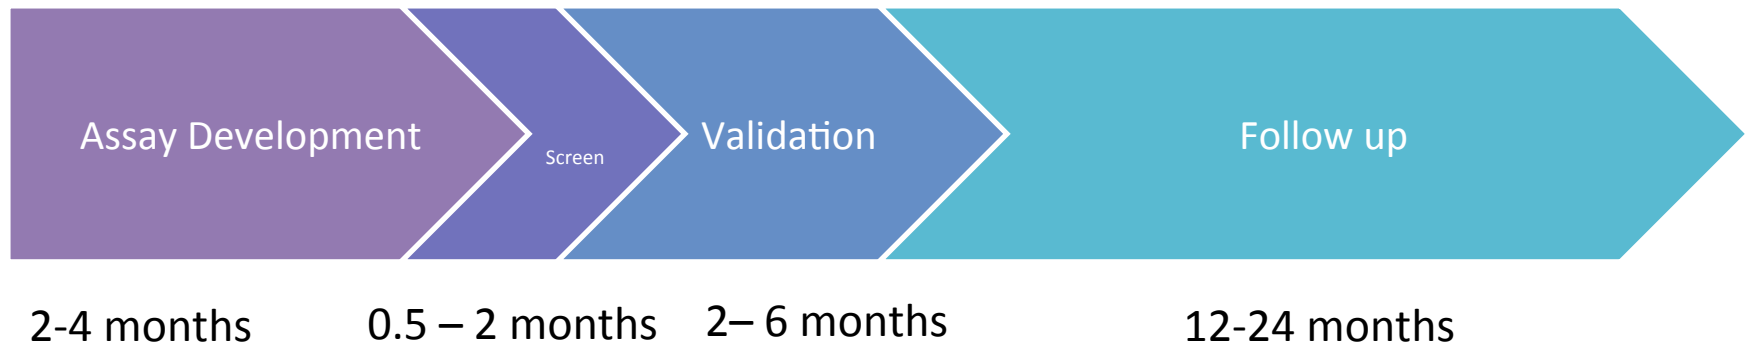 Assay Development
Screen
Validation
Follow up
2-4 months
0.5 – 2 months
2– 6 months
12-24 months